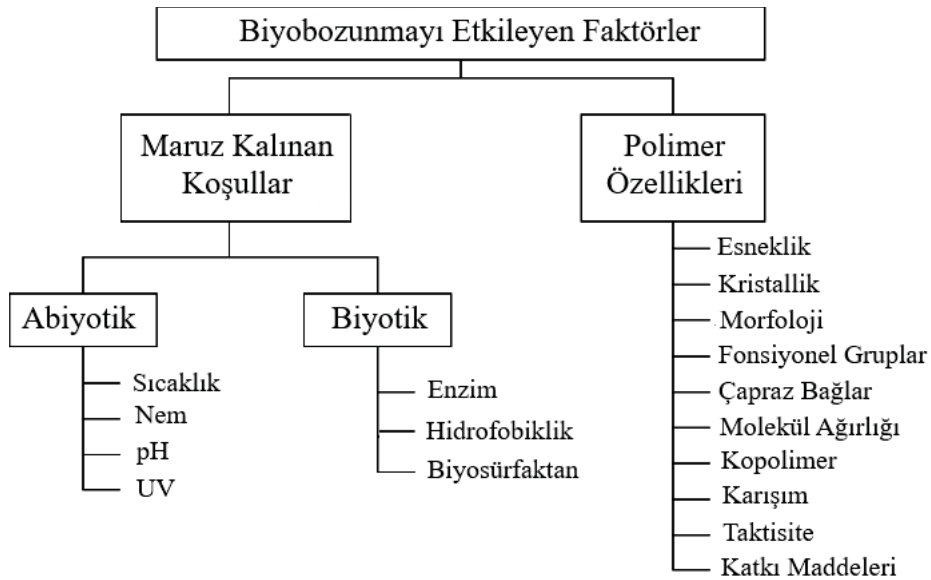 Biyobozunmayı Etkileyen Faktörler
Maruz Kalınan
Koşullar
Polimer
Özellikleri
Abiyotik
Biyotik
Sıcaklık
Nem
pH
UV
Enzim
Hidrofobiklik
Biyosürfaktan
Esneklik
Kristallik
Morfoloji
Fonsiyonel Gruplar
Çapraz Bağlar
Molekül Ağırlığı
Kopolimer
Karışım
Taktisite
Katkı Maddeleri